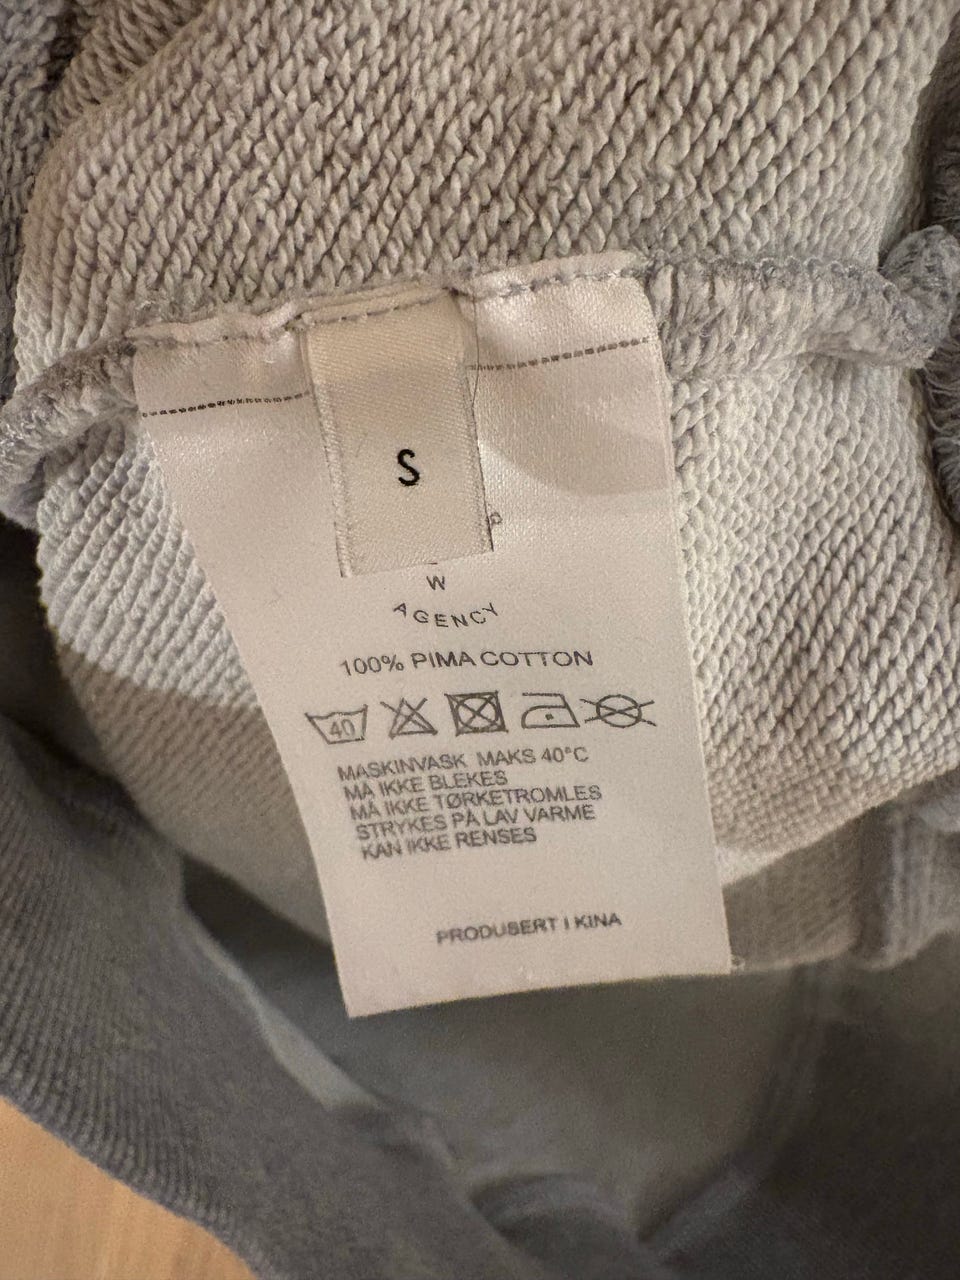 S
W
AGENCY
100% PIMA COTTON
40
MASKINVASK MAKS 40°C
MÅ IKKE BLEKES
MÅ IKKE TØRKETROMLES
STRYKES PÅ LAV VARME
KAN IKKE RENSES
PRODUSERT I KINA